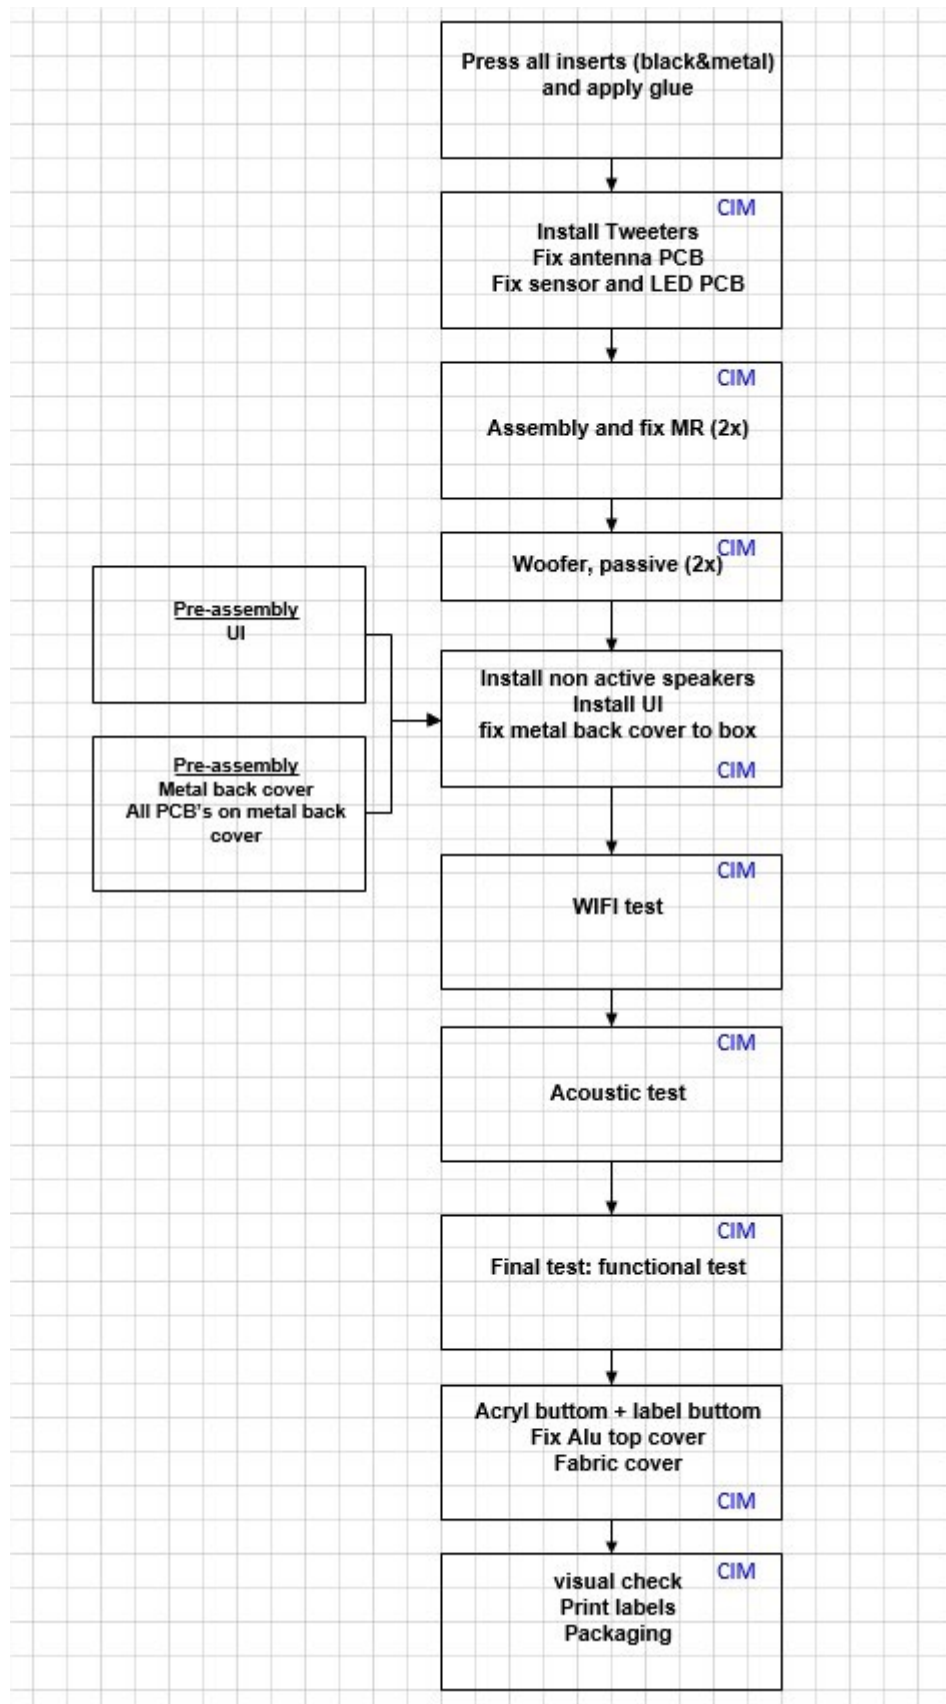 Press all inserts (black&metal)
and apply glue
CIM
Install Tweeters
Fix antenna PCB
Fix sensor and LED PCB
CIM
Assembly and fix MR (2x)
CIM
Woofer, passive (2x)
Pre-assembly
UI
Pre-assembly
Metal back cover
All PCB's on metal back
cover
Install non active speakers
Install UI
fix metal back cover to box
CIM
CIM
WIFI test
CIM
Acoustic test
CIM
Final test: functional test
Acryl buttom + label buttom
Fix Alu top cover
Fabric cover
CIM
CIM
visual check
Print labels
Packaging